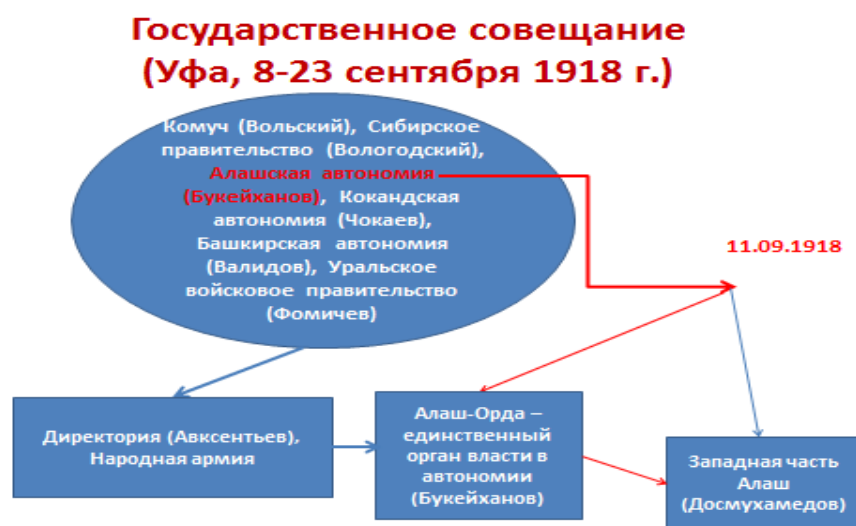 Государственное совещание
(Уфа, 8-23 сентября 1918 г.)
Комуч (Вольский), Сибирское
правительство (Вологодский),
Алашская автономия
(Букейханов), Кокандская
автономия (Чокаев),
Башкирская автономия
(Валидов), Уральское
войсковое правительство
(Фомичев)
11.09.1918
Директория (Авксентьев),
Народная армия
Алаш-Орда –
единственный
орган власти в
автономии
(Букейханов)
Западная часть
Алаш
(Досмухамедов)